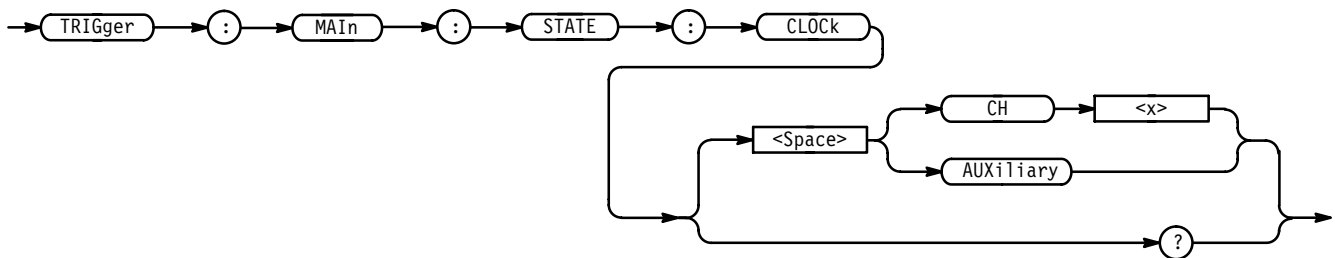 TRIGger : MAIn : STATE : CLOCk
CH <x>
<Space>
AUXiliary
?